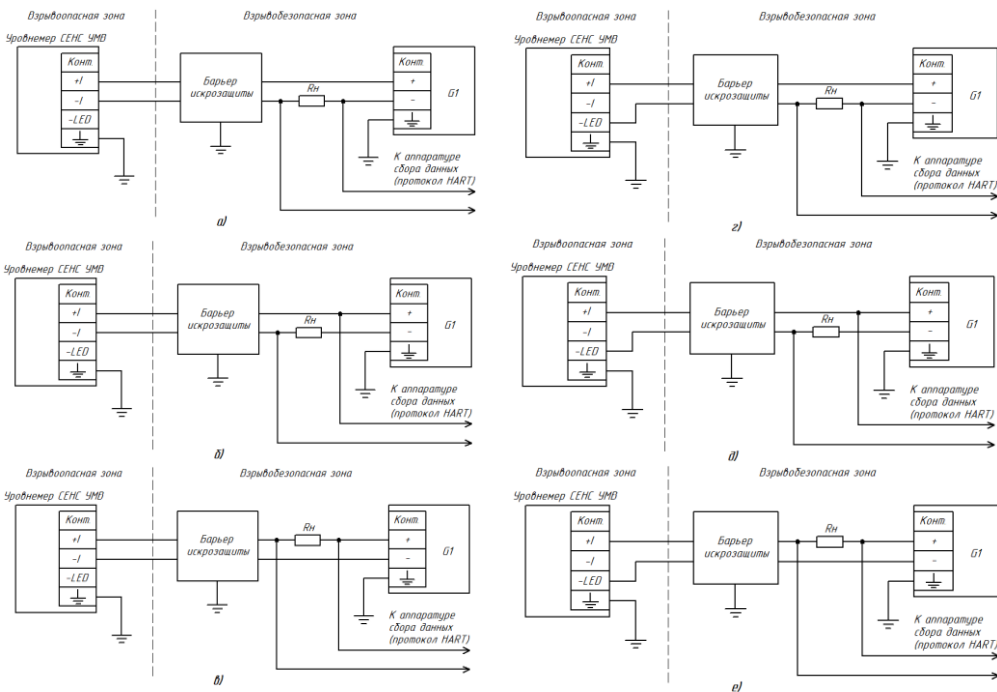 Взрывоопасная зона
Взрывобезопасная зона
Уровнемер СЕНС УМВ
Конт.
+I
-I
-LED
Барьер
искрозащиты
Rн
Конт.
+
-
G1
К аппаратуре
сбора данных
(протокол HART)
а)
Взрывоопасная зона
Взрывобезопасная зона
Уровнемер СЕНС УМВ
Конт.
+I
-I
-LED
Барьер
искрозащиты
Rн
Конт.
+
-
G1
К аппаратуре
сбора данных
(протокол HART)
г)
Взрывоопасная зона
Взрывобезопасная зона
Уровнемер СЕНС УМВ
Конт.
+I
-I
-LED
Барьер
искрозащиты
Rн
Конт.
+
-
G1
К аппаратуре
сбора данных
(протокол HART)
б)
Взрывоопасная зона
Взрывобезопасная зона
Уровнемер СЕНС УМВ
Конт.
+I
-I
-LED
Барьер
искрозащиты
Rн
Конт.
+
-
G1
К аппаратуре
сбора данных
(протокол HART)
д)
Взрывоопасная зона
Взрывобезопасная зона
Уровнемер СЕНС УМВ
Конт.
+I
-I
-LED
Барьер
искрозащиты
Rн
Конт.
+
-
G1
К аппаратуре
сбора данных
(протокол HART)
в)
Взрывоопасная зона
Взрывобезопасная зона
Уровнемер СЕНС УМВ
Конт.
+I
-I
-LED
Барьер
искрозащиты
Rн
Конт.
+
-
G1
К аппаратуре
сбора данных
(протокол HART)
е)